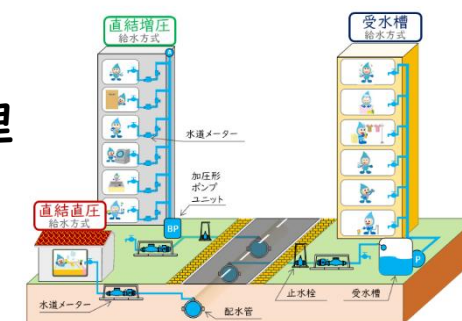 直結増圧
給水方式
受水槽
給水方式
理
水道メーター
加圧形
ポンプ
ユニット
BP
直結直圧
給水方式
P
止水栓
受水槽
水道メーター
配水管